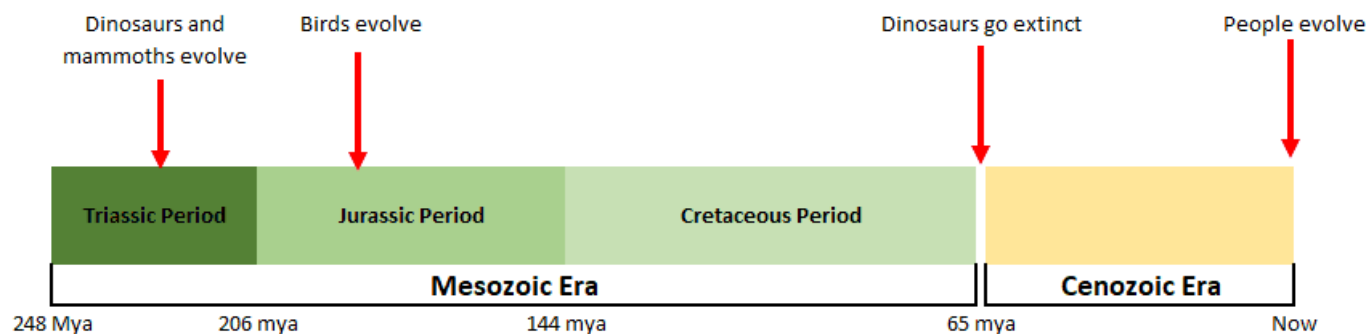 Dinosaurs and
mammoths evolve
Birds evolve
Dinosaurs go extinct
People evolve
Triassic Period
Jurassic Period
Cretaceous Period
Mesozoic Era
Cenozoic Era
248 Mya
206 mya
144 mya
65 mya
Now